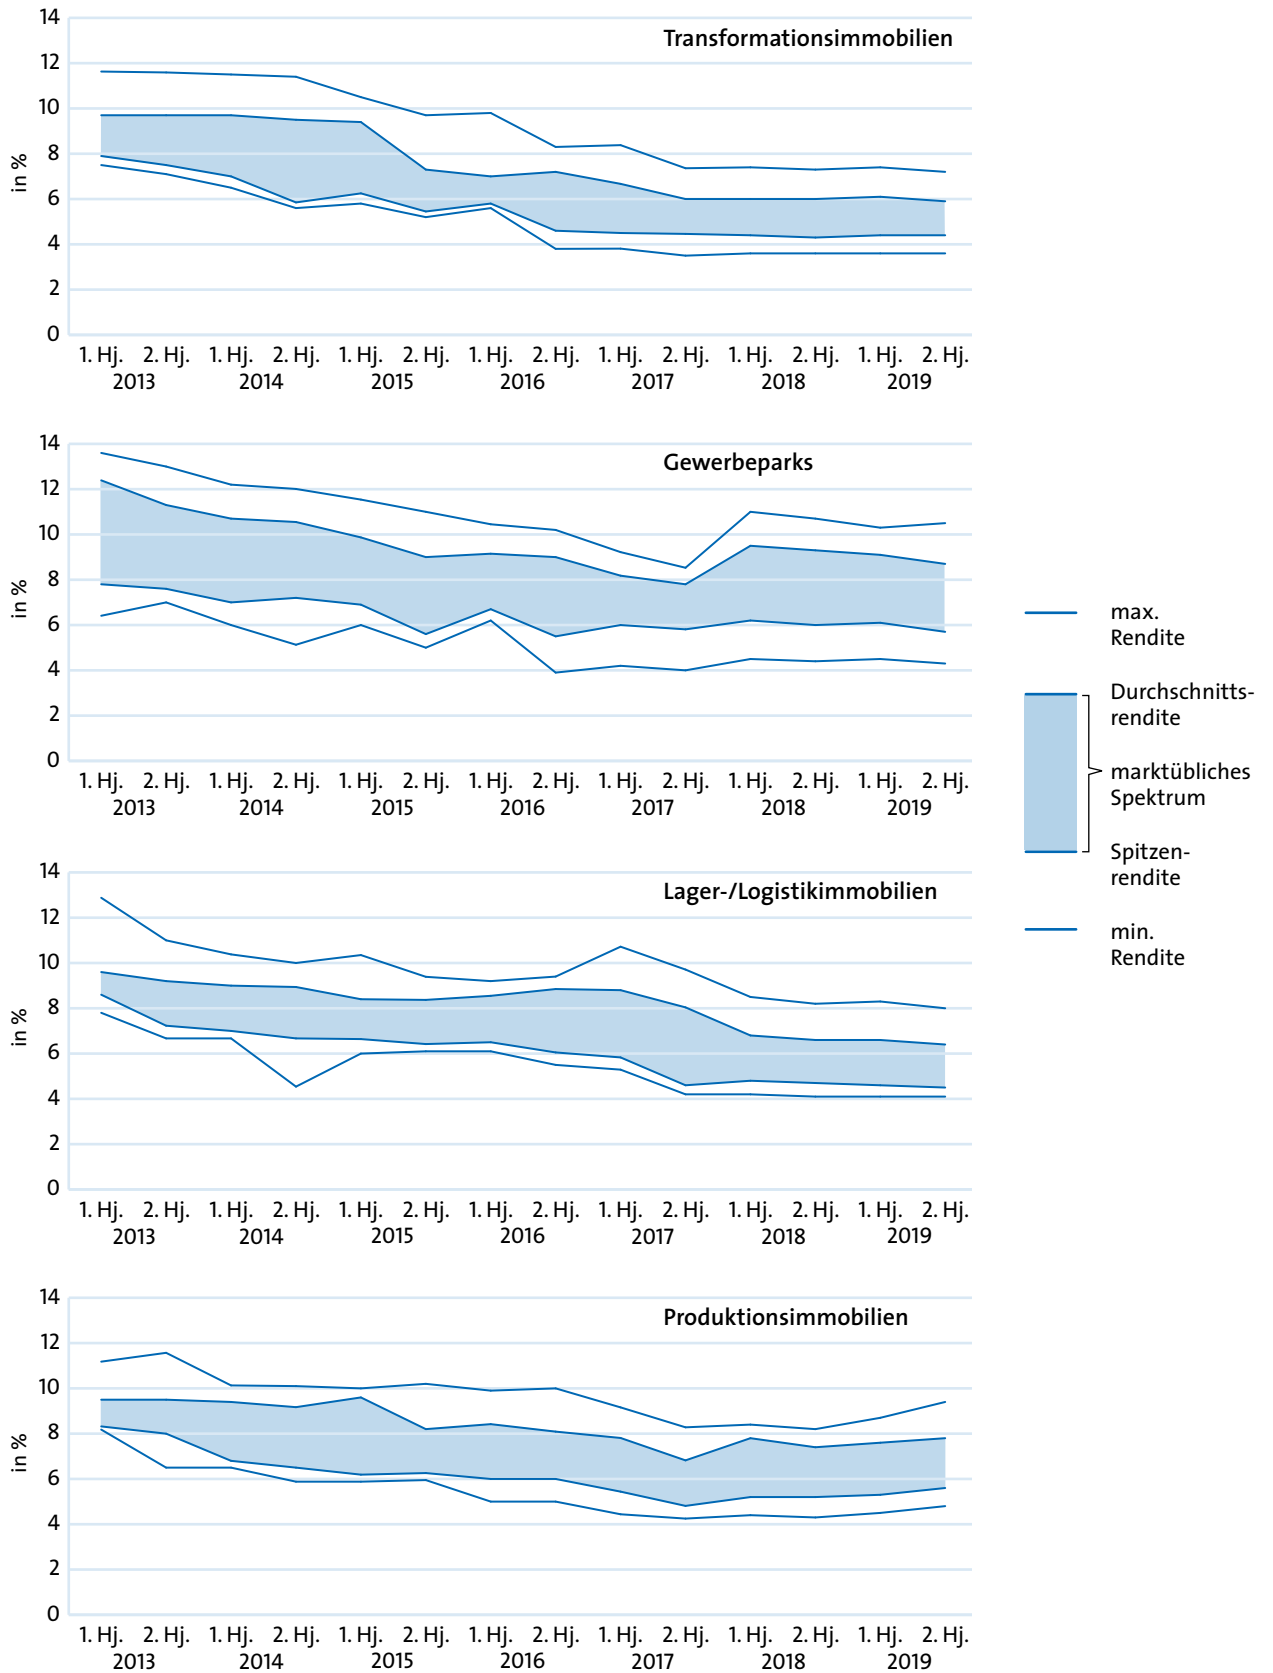 Transformationsimmobilien
14
12
10
8
6
4
2
0
in %
1. Hj. 2. Hj. 1. Hj. 2. Hj. 1. Hj. 2. Hj. 1. Hj. 2. Hj. 1. Hj. 2. Hj. 1. Hj. 2. Hj. 1. Hj. 2. Hj.
2013 2014 2015 2016 2017 2018 2019
Gewerbeparks
14
12
10
8
6
4
2
0
in %
1. Hj. 2. Hj. 1. Hj. 2. Hj. 1. Hj. 2. Hj. 1. Hj. 2. Hj. 1. Hj. 2. Hj. 1. Hj. 2. Hj. 1. Hj. 2. Hj.
2013 2014 2015 2016 2017 2018 2019
Lager-/Logistikimmobilien
14
12
10
8
6
4
2
0
in %
1. Hj. 2. Hj. 1. Hj. 2. Hj. 1. Hj. 2. Hj. 1. Hj. 2. Hj. 1. Hj. 2. Hj. 1. Hj. 2. Hj. 1. Hj. 2. Hj.
2013 2014 2015 2016 2017 2018 2019
Produktionsimmobilien
14
12
10
8
6
4
2
0
in %
1. Hj. 2. Hj. 1. Hj. 2. Hj. 1. Hj. 2. Hj. 1. Hj. 2. Hj. 1. Hj. 2. Hj. 1. Hj. 2. Hj. 1. Hj. 2. Hj.
2013 2014 2015 2016 2017 2018 2019
max.
Rendite
Durchschnitts-
rendite
marktübliches
Spektrum
Spitzen-
rendite
min.
Rendite